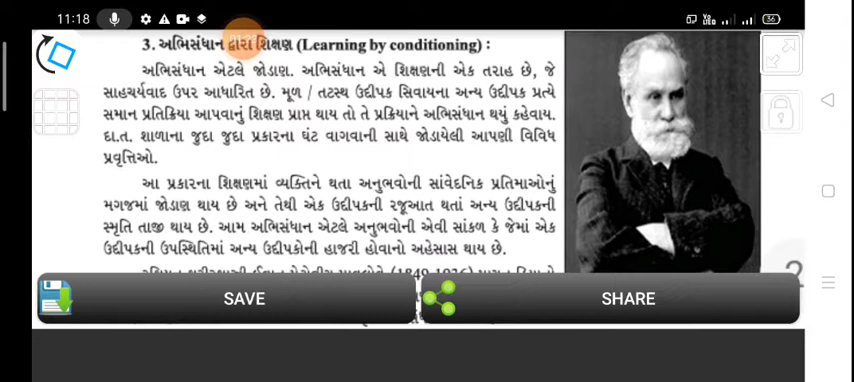 11:18
36
3. અભિસંધાન દ્વારા શિક્ષણ (Learning by conditioning) :
અભિસંધાન એટલે જોડાણ. અભિસંધાન એ શિક્ષણની એક તરાહ છે, જે
સાહચર્યવાદ ઉપર આધારિત છે. મૂળ / તટસ્થ ઉદીપક સિવાયના અન્ય ઉદીપક પ્રત્યે
સમાન પ્રતિક્રિયા આપવાનું શિક્ષણ પ્રાપ્ત થાય તો તે પ્રક્રિયાને અભિસંધાન થયું કહેવાય.
દા.ત. શાળાના જુદા જુદા પ્રકારના ઘંટ વાગવાની સાથે જોડાયેલી આપણી વિવિધ
પ્રવૃત્તિઓ.
આ પ્રકારના શિક્ષણમાં વ્યક્તિને થતા અનુભવોની સાંવેદનિક પ્રતિમાઓનું
મગજમાં જોડાણ થાય છે અને તેથી એક ઉદીપકની રજૂઆત થતાં અન્ય ઉદીપકની
સ્મૃતિ તાજી થાય છે. આમ અભિસંધાન એટલે અનુભવોની એવી સાંકળ કે જેમાં એક
ઉદીપકની ઉપસ્થિતિમાં અન્ય ઉદીપકોની હાજરી હોવાનો અહેસાસ થાય છે.
(1849-1936)
2
SAVE
SHARE